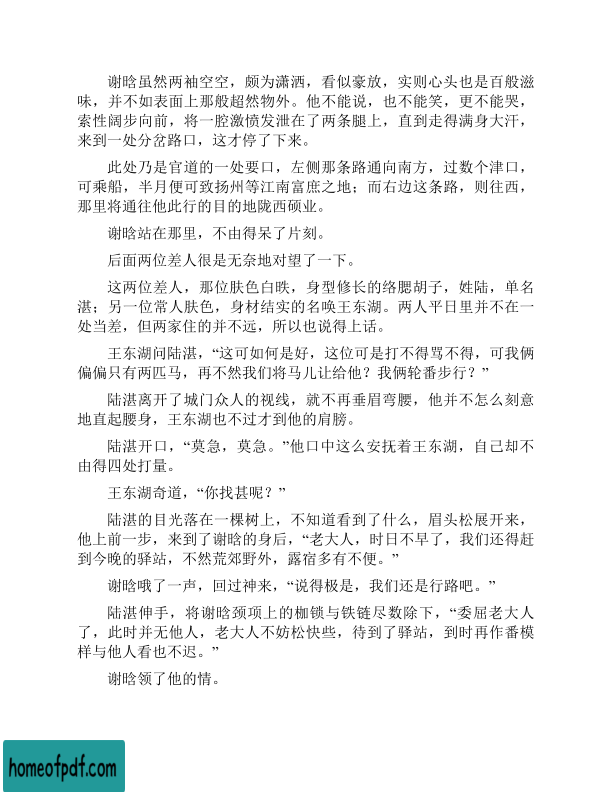 谢晗虽然两袖空空，颇为潇洒，看似豪放，实则心头也是百般滋
味，并不如表面上那般超然物外。他不能说，也不能笑，更不能哭，
索性阔步向前，将一腔激愤发泄在了两条腿上，直到走得满身大汗，
来到一处分岔路口，这才停了下来。
此处乃是官道的一处要口，左侧那条路通向南方，过数个津口，
可乘船，半月便可致扬州等江南富庶之地；而右边这条路，则往西，
那里将通往他此行的目的地陇西硕业。
谢晗站在那里，不由得呆了片刻。
后面两位差人很是无奈地对望了一下。
这两位差人，那位肤色白昳，身型修长的络腮胡子，姓陆，单名
湛；另一位常人肤色，身材结实的名唤王东湖。两人平日里并不在一
处当差，但两家住的并不远，所以也说得上话。
王东湖问陆湛，“这可如何是好，这位可是打不得骂不得，可我俩
偏偏只有两匹马，再不然我们将马儿让给他？我俩轮番步行？”
陆湛离开了城门众人的视线，就不再垂眉弯腰，他并不怎么刻意
地直起腰身，王东湖也不过才到他的肩膀。
陆湛开口，“莫急，莫急。”他口中这么安抚着王东湖，自己却不
由得四处打量。
王东湖奇道，“你找甚呢？”
陆湛的目光落在一棵树上，不知道看到了什么，眉头松展开来，
他上前一步，来到了谢晗的身后，“老大人，时日不早了，我们还得赶
到今晚的驿站，不然荒郊野外，露宿多有不便。”
谢晗哦了一声，回过神来，“说得极是，我们还是行路吧。”
陆湛伸手，将谢晗颈项上的枷锁与铁链尽数除下，“委屈老大人
了，此时并无他人，老大人不妨松快些，待到了驿站，到时再作番模
样与他人看也不迟。”
谢晗领了他的情。
homeofpdf.com